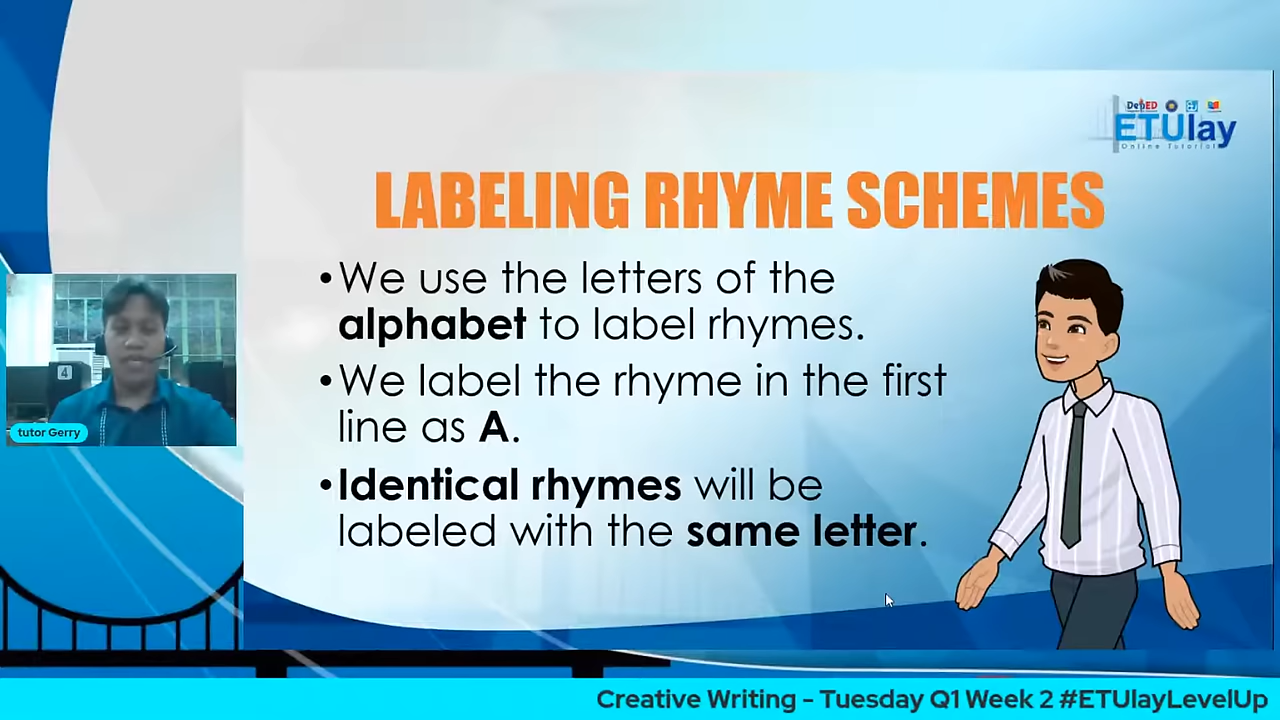 DepED
ETUlay
Online Tutorial
LABELING RHYME SCHEMES
•We use the letters of the
alphabet to label rhymes.
•We label the rhyme in the first
line as A.
•Identical rhymes will be
labeled with the same letter.
4
tutor Gerry
Creative Writing - Tuesday Q1 Week 2 #ETUlayLevelUp